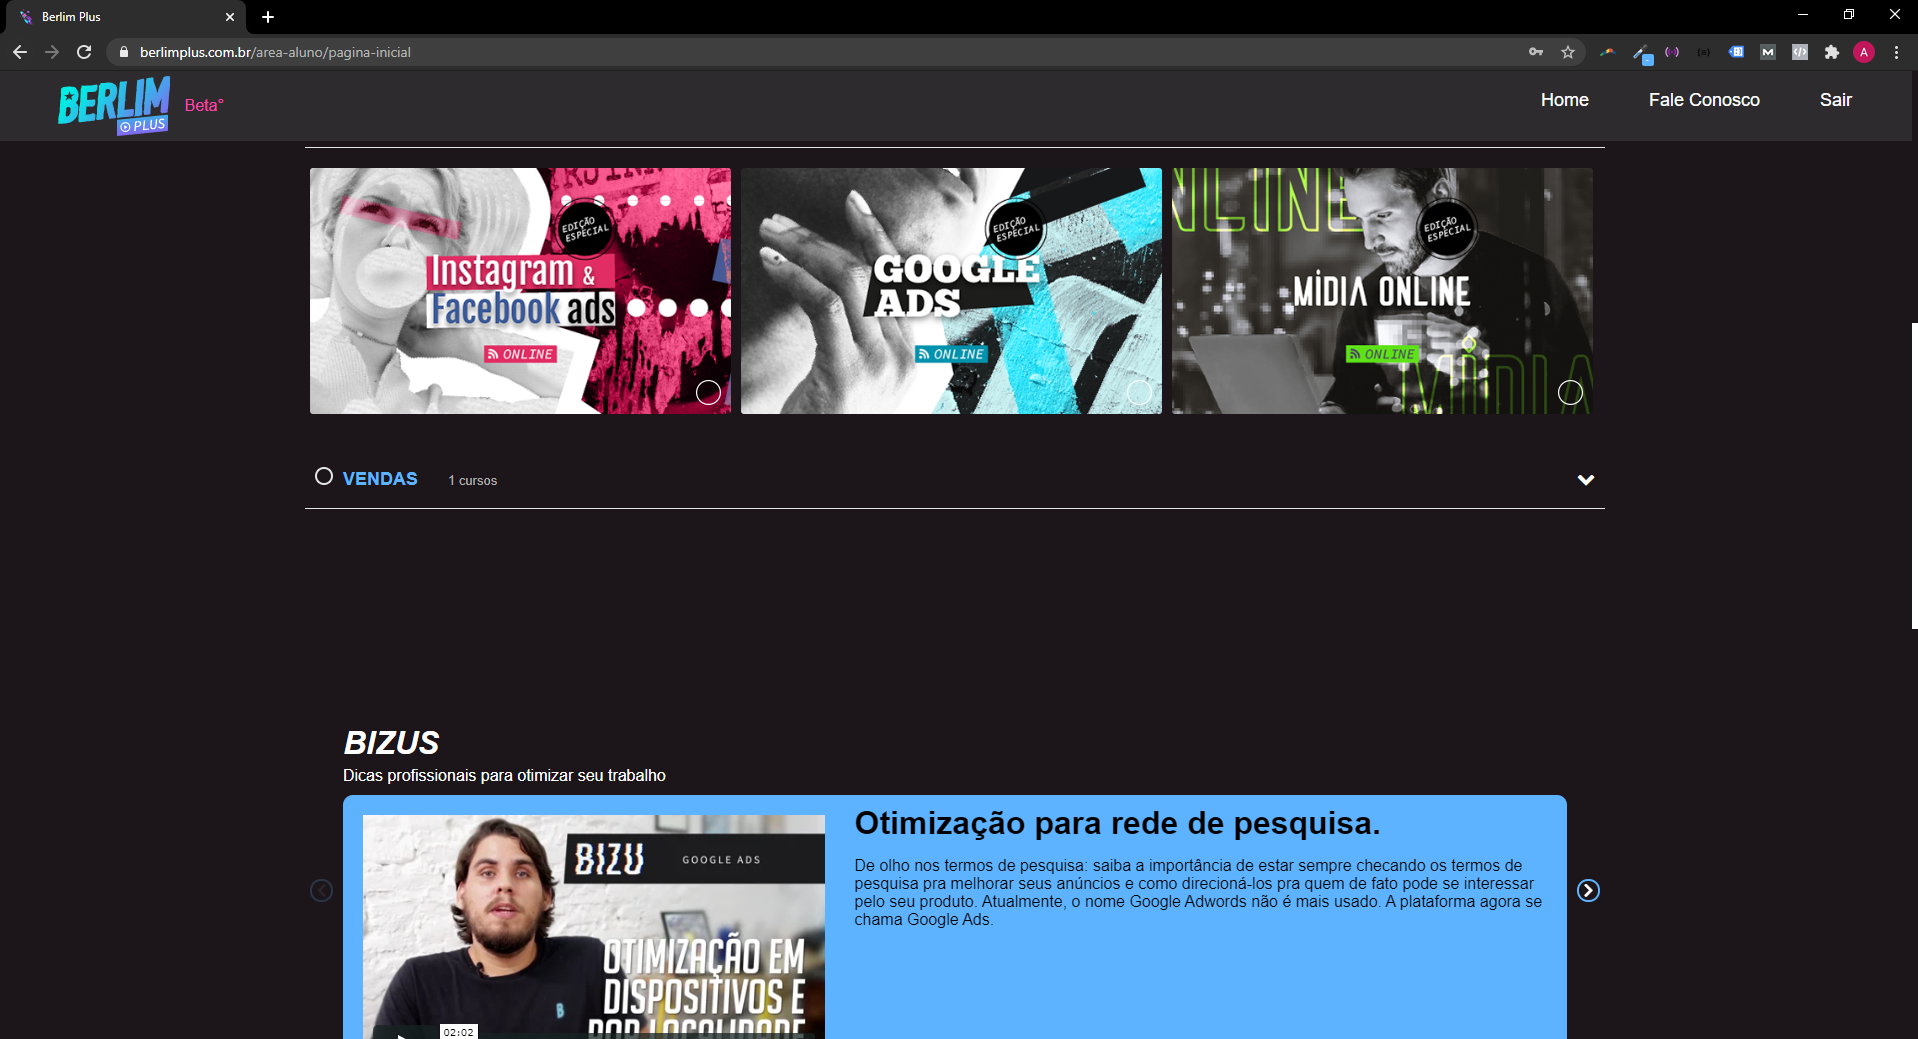 Berlim Plus
berlimplus.com.br/area-aluno/pagina-inicial
A
BERLIM
PLUS
Beta°
Home
Fale Conosco
Sair
EDIÇÃO
ESPECIAL
Instagram &
Facebook ads
ONLINE
EDIÇÃO
ESPECIAL
GOOGLE
ADS
ONLINE
NLINE
EDIÇÃO
ESPECIAL
MÍDIA ONLINE
ONLINE
MÍDIA
VENDAS
1 cursos
BIZUS
Dicas profissionais para otimizar seu trabalho
BIZU
GOOGLE ADS
OTIMIZAÇÃO EM
DISPOSITIVOS E
POR LOCALIDADE
02:02
Otimização para rede de pesquisa.
De olho nos termos de pesquisa: saiba a importância de estar sempre checando os termos de
pesquisa pra melhorar seus anúncios e como direcioná-los pra quem de fato pode se interessar
pelo seu produto. Atualmente, o nome Google Adwords não é mais usado. A plataforma agora se
chama Google Ads.